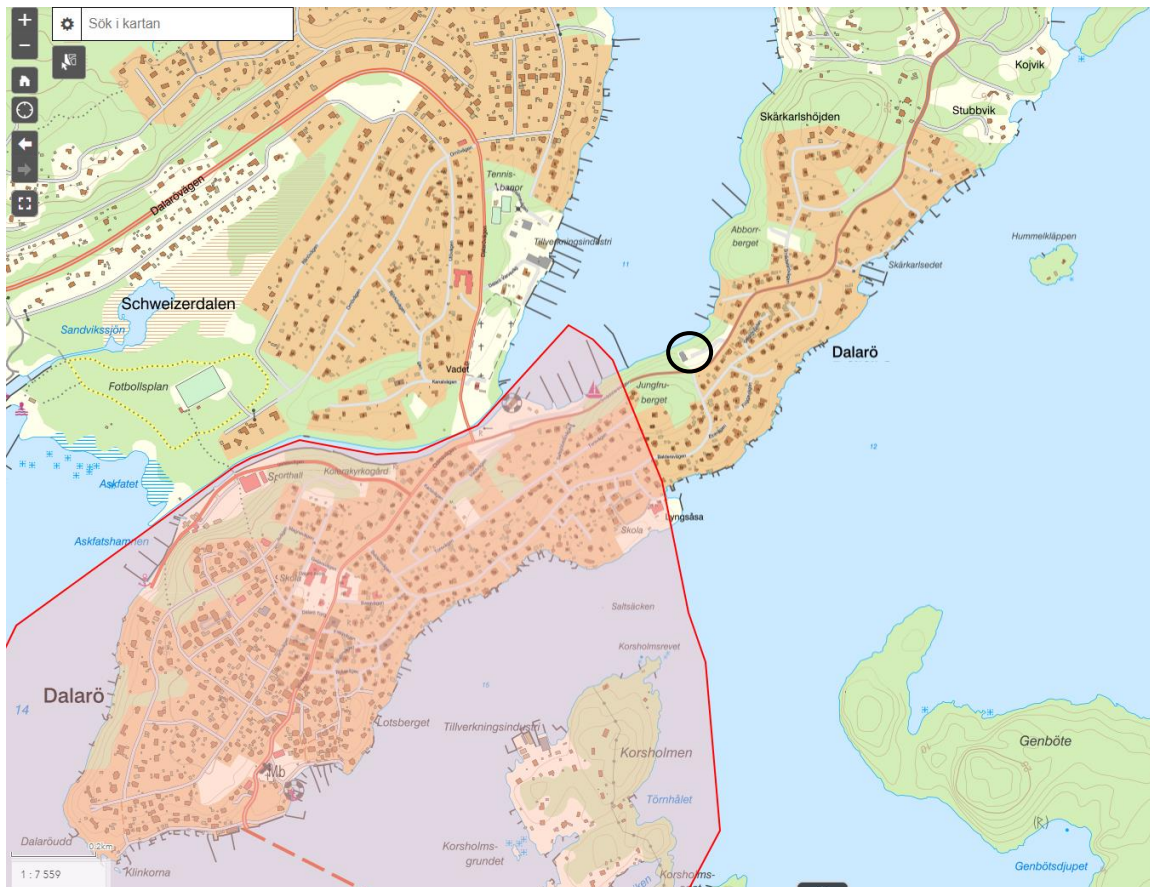 Sök i kartan
Kojvik
Stubbvik
Skärkarlshöjden
Dalarövägen
Tennis-
banor
Abborr-
berget
Hummelkläppen
Tillverkningsindustri
11
Skärkarlsedet
Schweizerdalen
Sandvikssjön
Dalarö
Vadet
Fotbollsplan
Jungfru-
berget
12
Kolerakyrkogård
Sporthall
Askfatet
Lyngsåsa
Skola
Askfatshamnen
Skola
Saltsäcken
Korsholmsrevet
Dalarö
14
15
Lotsberget
Tillverkningsindustri
Korsholmen
Genböte
Mb
Törnhålet
(R)
Dalaröudd
0.2km
Korsholms-
grundet
Genbötsdjupet
1 : 7 559
Klinkorna
Korsholms-